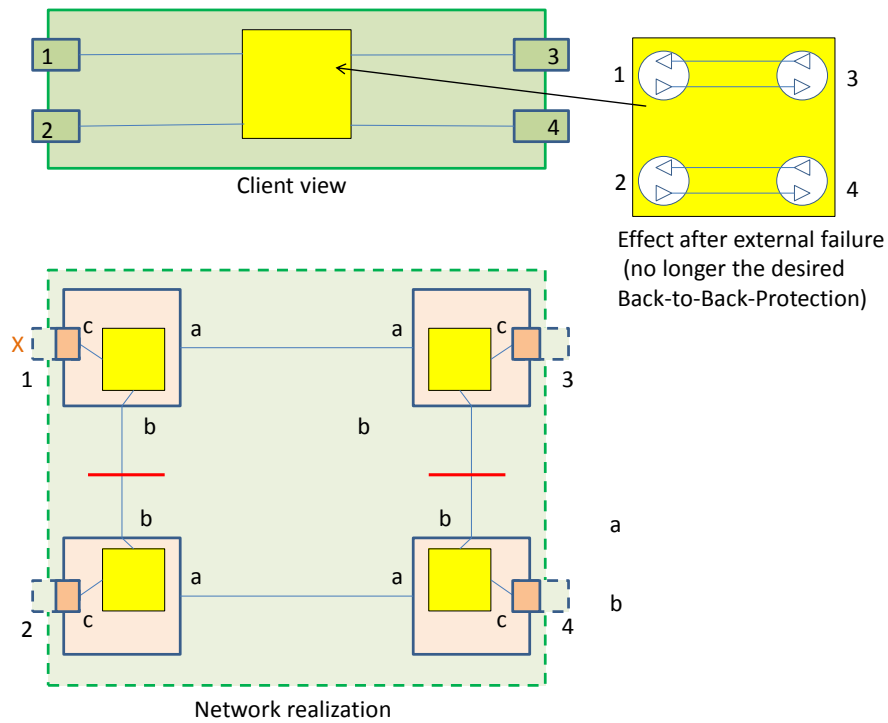 1
3
2
4
Client view
1
3
2
4
Effect after external failure
(no longer the desired
Back-to-Back-Protection)
X
c
a
a
c
1
3
b
b
b
b
a
a
a
c
c
b
2
4
Network realization